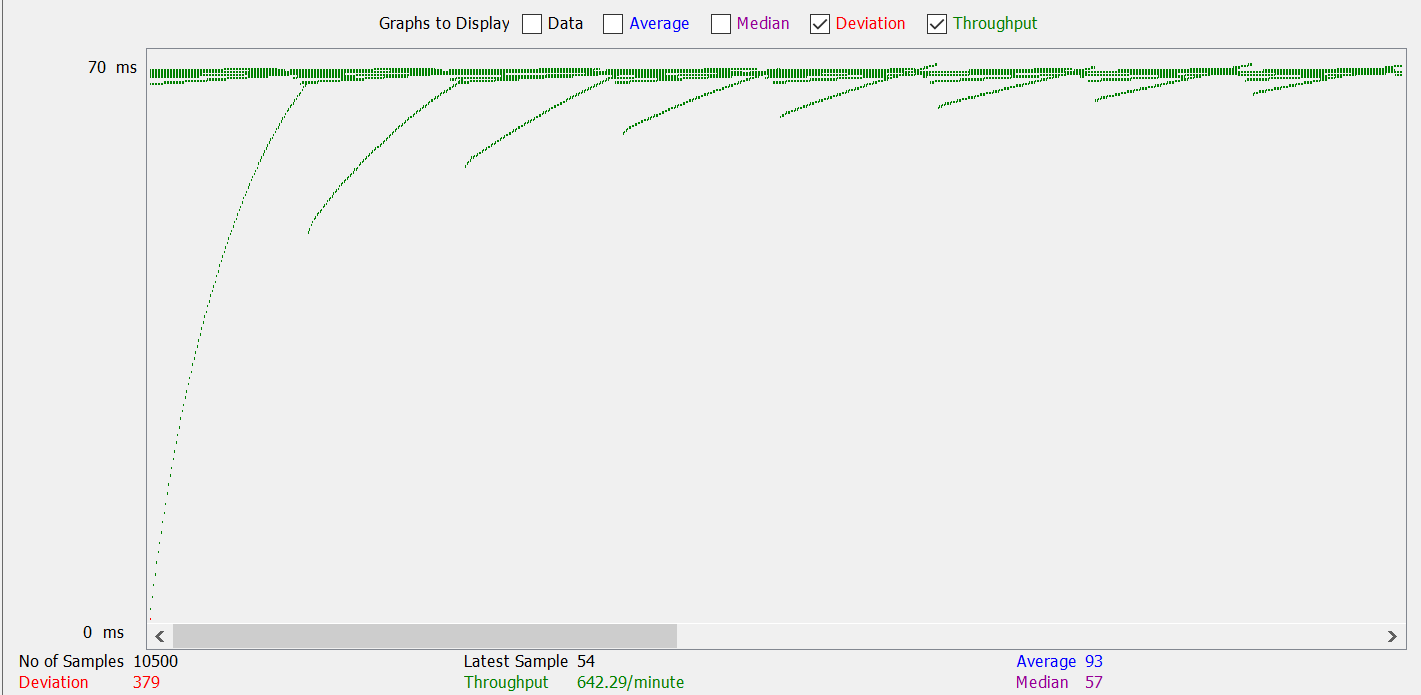 Graphs to Display Data Average Median Deviation Throughput
70 ms
0 ms
No of Samples 10500 Latest Sample 54 Average 93
Deviation 379 Throughput 642.29/minute Median 57